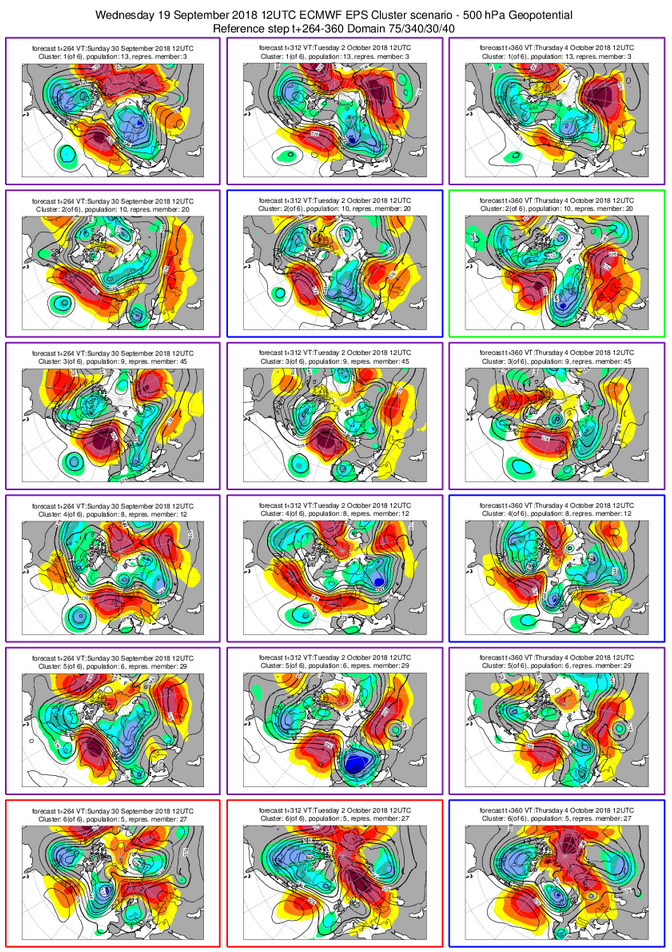 Wednesday 19 September 2018 12UTC ECMWF EPS Cluster scenario - 500 hPa Geopotential
Reference step t+264-360 Domain 75/340/30/40
forecast t+264 VT:Sunday 30 September 2018 12UTC
Cluster: 1(of 6), population: 13, repres. member: 3
forecast t+312 VT:Tuesday 2 October 2018 12UTC
Cluster: 1(of 6), population: 13, repres. member: 3
forecast t+360 VT:Thursday 4 October 2018 12UTC
Cluster: 1(of 6), population: 13, repres. member: 3
forecast t+264 VT:Sunday 30 September 2018 12UTC
Cluster: 2(of 6), population: 10, repres. member: 20
forecast t+312 VT:Tuesday 2 October 2018 12UTC
Cluster: 2(of 6), population: 10, repres. member: 20
forecast t+360 VT:Thursday 4 October 2018 12UTC
Cluster: 2(of 6), population: 10, repres. member: 20
forecast t+264 VT:Sunday 30 September 2018 12UTC
Cluster: 3(of 6), population: 9, repres. member: 45
forecast t+312 VT:Tuesday 2 October 2018 12UTC
Cluster: 3(of 6), population: 9, repres. member: 45
forecast t+360 VT:Thursday 4 October 2018 12UTC
Cluster: 3(of 6), population: 9, repres. member: 45
forecast t+264 VT:Sunday 30 September 2018 12UTC
Cluster: 4(of 6), population: 8, repres. member: 12
forecast t+312 VT:Tuesday 2 October 2018 12UTC
Cluster: 4(of 6), population: 8, repres. member: 12
forecast t+360 VT:Thursday 4 October 2018 12UTC
Cluster: 4(of 6), population: 8, repres. member: 12
forecast t+264 VT:Sunday 30 September 2018 12UTC
Cluster: 5(of 6), population: 6, repres. member: 29
forecast t+312 VT:Tuesday 2 October 2018 12UTC
Cluster: 5(of 6), population: 6, repres. member: 29
forecast t+360 VT:Thursday 4 October 2018 12UTC
Cluster: 5(of 6), population: 6, repres. member: 29
forecast t+264 VT:Sunday 30 September 2018 12UTC
Cluster: 6(of 6), population: 5, repres. member: 27
forecast t+312 VT:Tuesday 2 October 2018 12UTC
Cluster: 6(of 6), population: 5, repres. member: 27
forecast t+360 VT:Thursday 4 October 2018 12UTC
Cluster: 6(of 6), population: 5, repres. member: 27